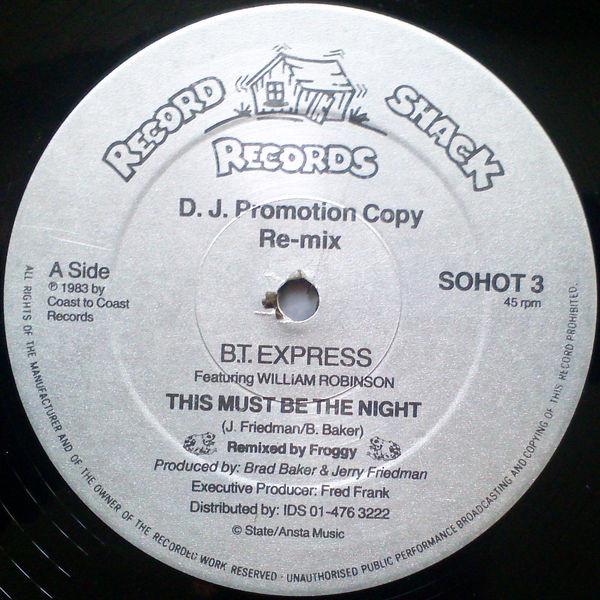 RECORD SHACK
RECORDS
D. J. Promotion Copy
Re-mix
A Side
℗ 1983 by
Coast to Coast
Records
SOHOT 3
45 rpm
B.T. EXPRESS
Featuring WILLiAM ROBINSON
THIS MUST BE THE NIGHT
(J. Friedman/B. Baker)
Remixed by Froggy
Produced by: Brad Baker & Jerry Friedman
Executive Producer: Fred Frank
Distributed by: IDS 01-476 3222
© State/Ansta Music
ALL RIGHTS OF THE MANUFACTURER AND OF THE OWNER OF THE RECORDED WORK RESERVED · UNAUTHORISED PUBLIC PERFORMANCE BROADCASTING AND COPYING OF THIS RECORD PROHIBITED.